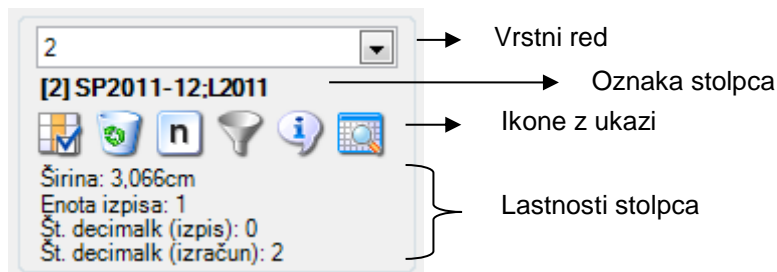 2
Vrstni red
[2] SP2011-12;L2011
Oznaka stolpca
n
Ikone z ukazi
Širina: 3,066cm
Enota izpisa: 1
Št. decimalk (izpis): 0
Št. decimalk (izračun): 2
Lastnosti stolpca